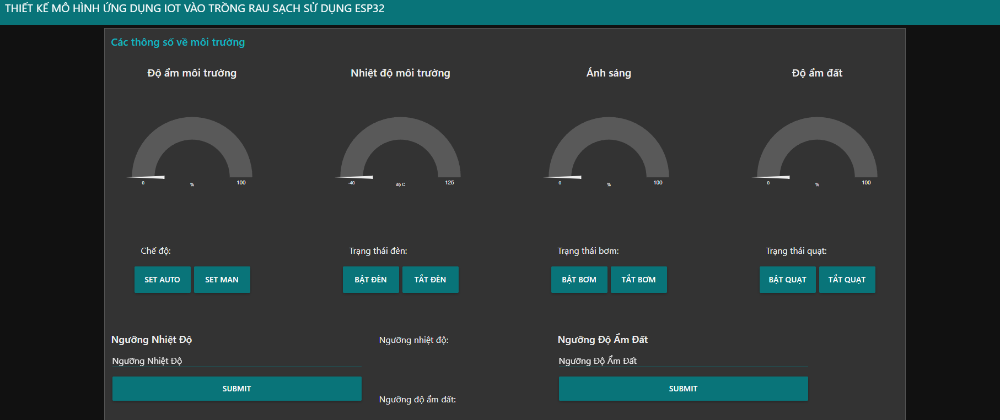 THIẾT KẾ MÔ HÌNH ỨNG DỤNG IOT VÀO TRỒNG RAU SẠCH SỬ DỤNG ESP32
Các thông số về môi trường
Độ ẩm môi trường
Nhiệt độ môi trường
Ánh sáng
Độ ẩm đất
0 % 100
-40 độ C 125
0 % 100
0 % 100
Chế độ:
Trạng thái đèn:
Trạng thái bơm:
Trạng thái quạt:
SET AUTO
SET MAN
BẬT ĐÈN
TẮT ĐÈN
BẬT BƠM
TẮT BƠM
BẬT QUẠT
TẮT QUẠT
Ngưỡng Nhiệt Độ
Ngưỡng nhiệt độ:
Ngưỡng Độ Ẩm Đất
Ngưỡng Nhiệt Độ
Ngưỡng Độ Ẩm Đất
SUBMIT
SUBMIT
Ngưỡng độ ẩm đất: